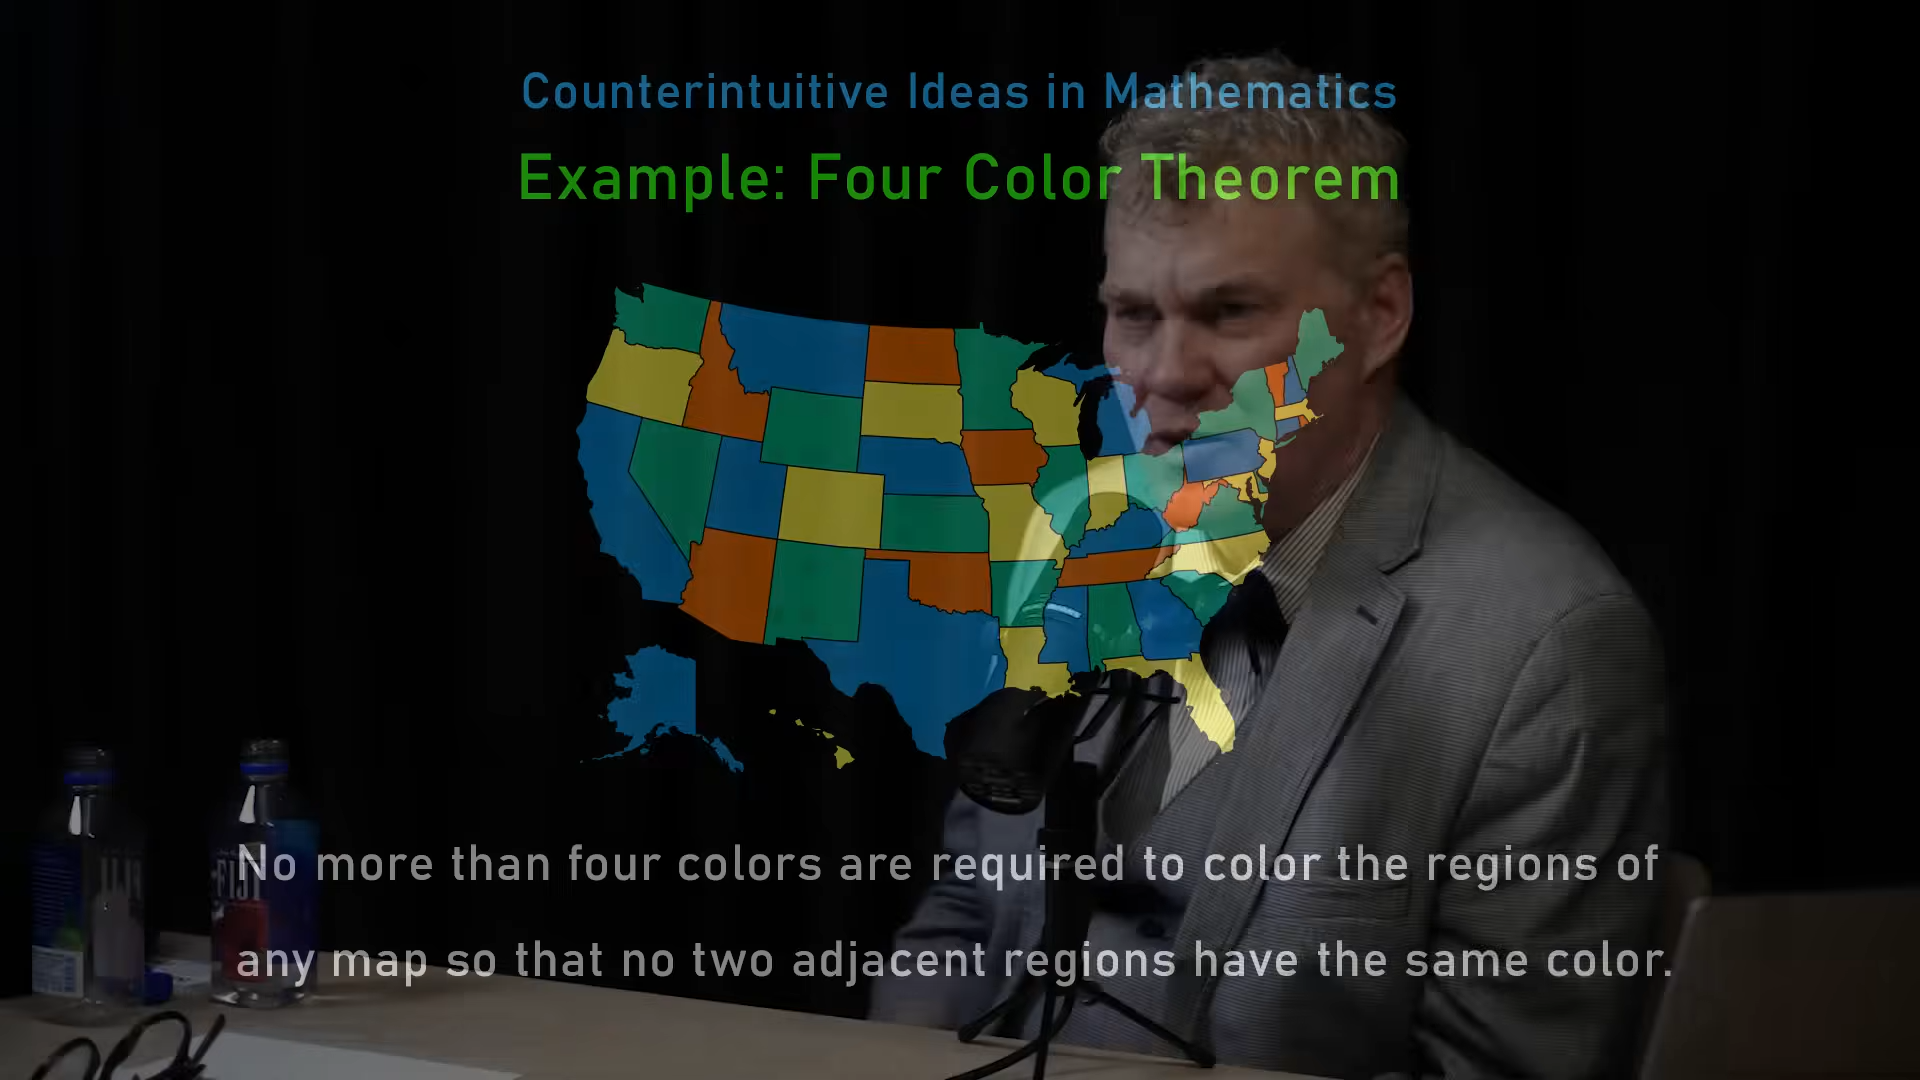 Counterintuitive Ideas in Mathematics
Example: Four Color Theorem
No more than four colors are required to color the regions of
any map so that no two adjacent regions have the same color.
FIJI